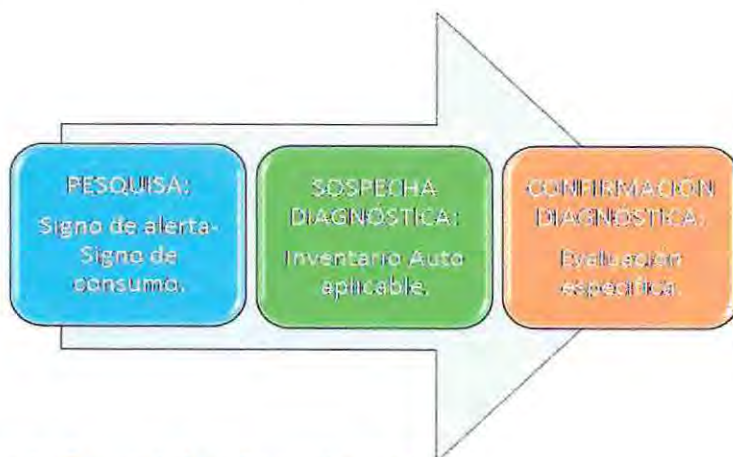 PESQUISA:
Signo de alerta-
Signo de
consumo.
SOSPECHA
DIAGNÓSTICA:
Inventario Auto
aplicable.
CONFIRMACIÓN
DIAGNÓSTICA:
Evaluación
específica.